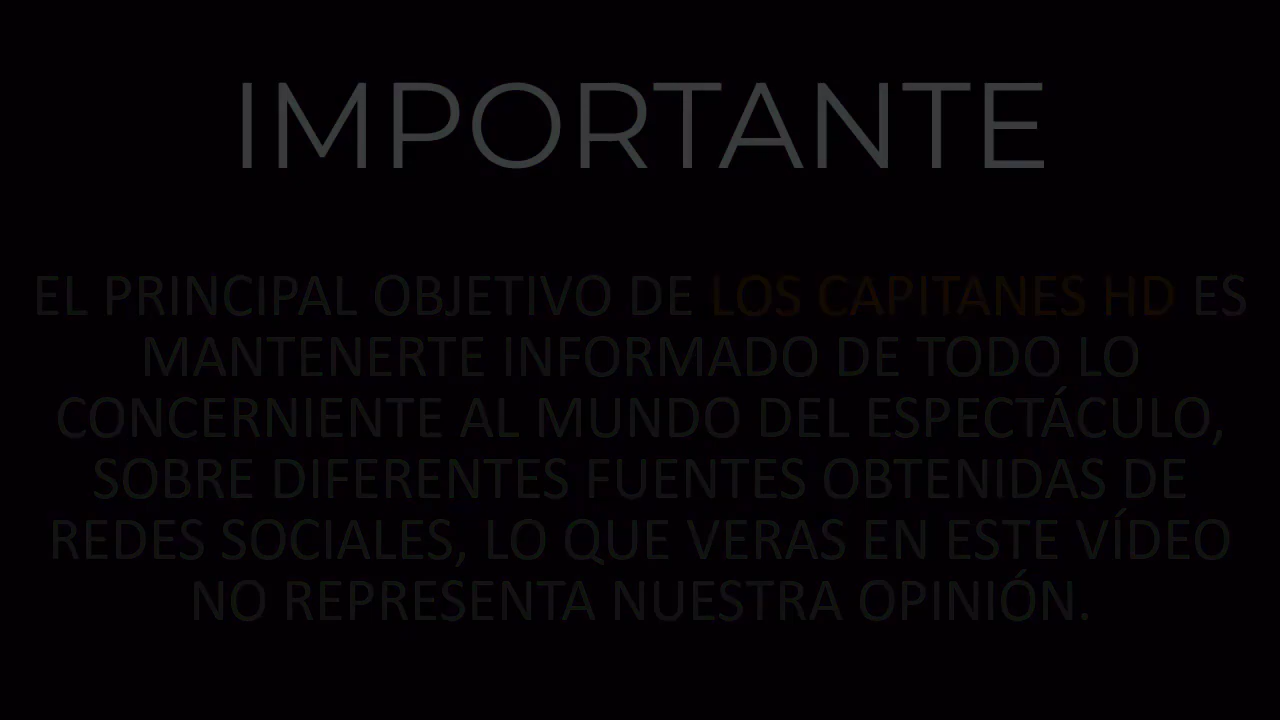 IMPORTANTE
EL PRINCIPAL OBJETIVO DE LOS CAPITANES HD ES
MANTENERTE INFORMADO DE TODO LO
CONCERNIENTE AL MUNDO DEL ESPECTÁCULO,
SOBRE DIFERENTES FUENTES OBTENIDAS DE
REDES SOCIALES, LO QUE VERAS EN ESTE VÍDEO
NO REPRESENTA NUESTRA OPINIÓN.